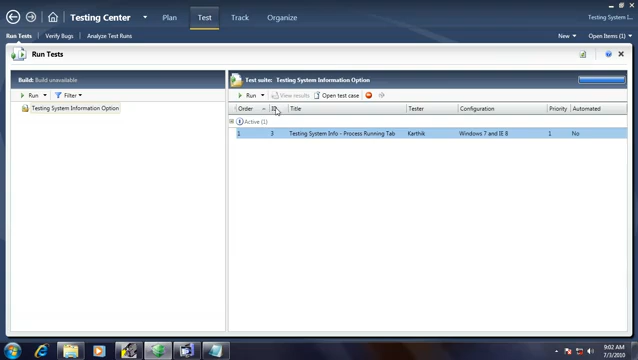 Testing Center Plan Test Track Organize Testing System I...
Run Tests Verify Bugs Analyze Test Runs New Open Items (1)
Run Tests
Build: Build unavailable
Run Filter
Testing System Information Option
Test suite: Testing System Information Option
Run View results Open test case
Order ID Title Tester Configuration Priority Automated
Active (1)
1 3 Testing System Info - Process Running Tab Karthik Windows 7 and IE 8 1 No
9:02 AM
7/3/2010